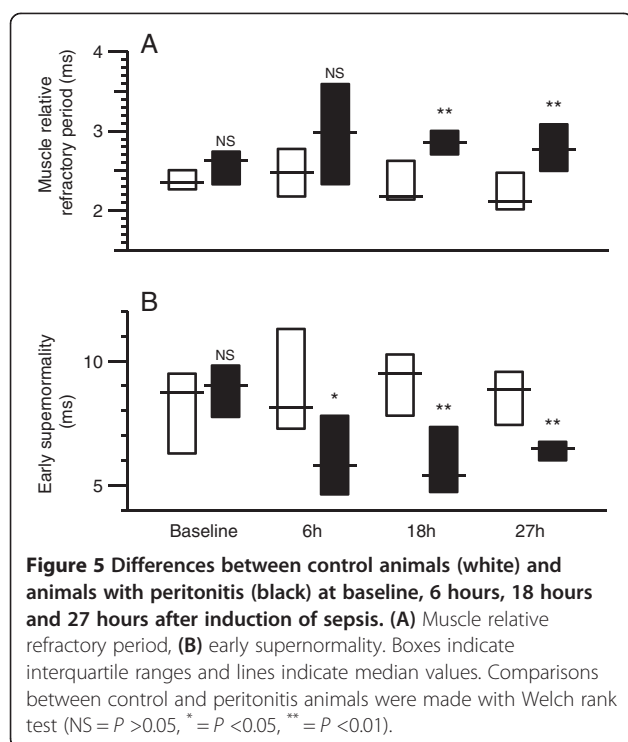 A
4
NS
Muscle relative
refractory period (ms)
3
NS
**
**
2
B
NS
10
Early supernormality
(ms)
*
**
**
5
Baseline 6h 18h 27h
Figure 5 Differences between control animals (white) and
animals with peritonitis (black) at baseline, 6 hours, 18 hours
and 27 hours after induction of sepsis. (A) Muscle relative
refractory period, (B) early supernormality. Boxes indicate
interquartile ranges and lines indicate median values. Comparisons
between control and peritonitis animals were made with Welch rank
test (NS = P >0.05, * = P <0.05, ** = P <0.01).